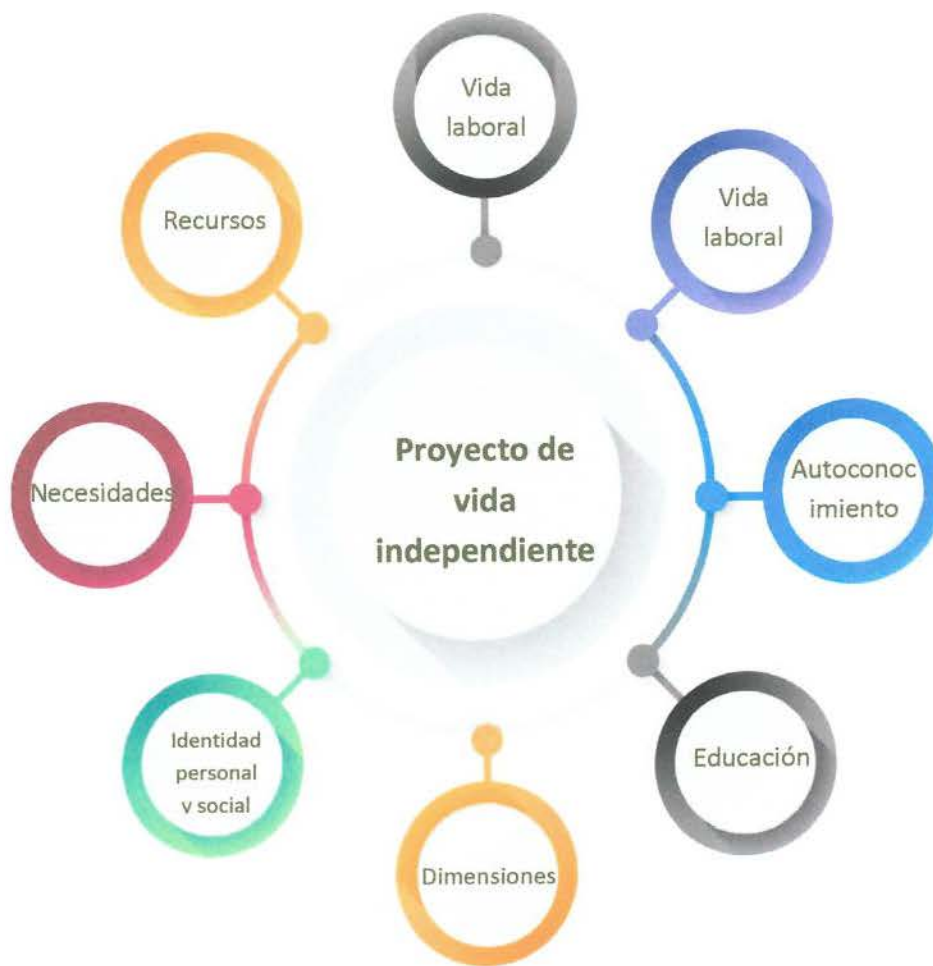 Vida
laboral
Vida
laboral
Recursos
Autoconoc
imiento
Necesidades
Proyecto de
vida
independiente
Educación
Identidad
personal
y social
Dimensiones